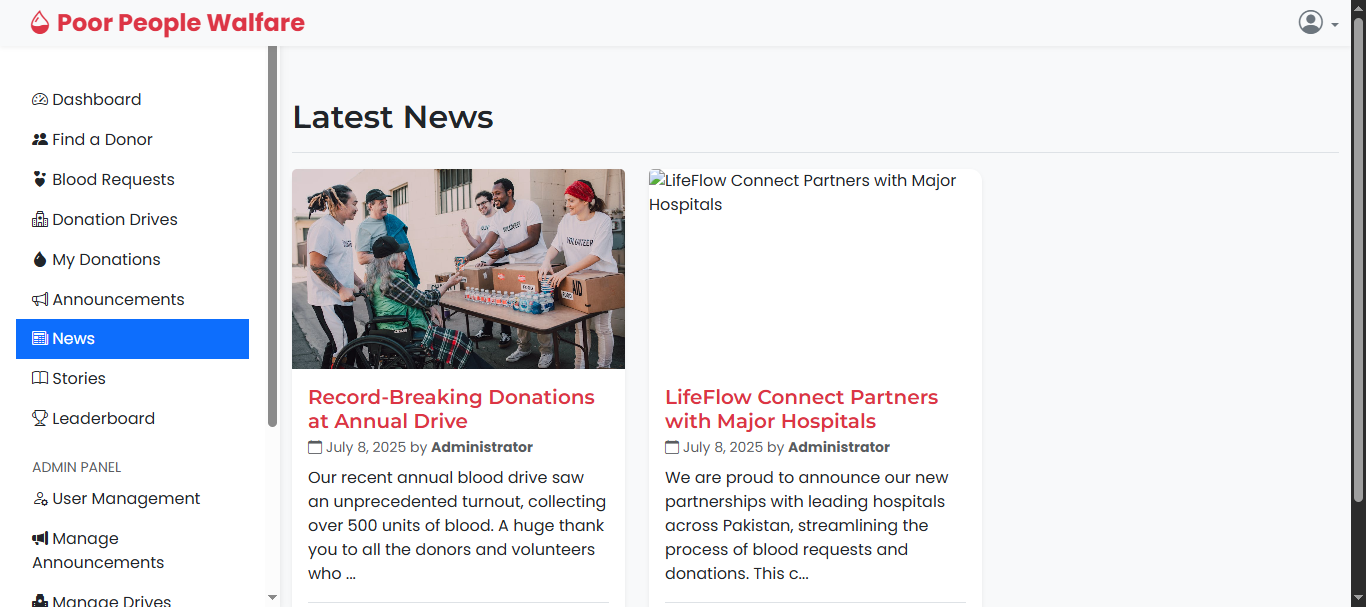 Poor People Walfare
Dashboard
Find a Donor
Blood Requests
Donation Drives
My Donations
Announcements
News
Stories
Leaderboard
ADMIN PANEL
User Management
Manage
Announcements
Manage Drives
Latest News
VOLUNTEER
VOLUNTEER
AID
Record-Breaking Donations
at Annual Drive
July 8, 2025 by Administrator
Our recent annual blood drive saw
an unprecedented turnout, collecting
over 500 units of blood. A huge thank
you to all the donors and volunteers
who ...
LifeFlow Connect Partners with Major
Hospitals
LifeFlow Connect Partners
with Major Hospitals
July 8, 2025 by Administrator
We are proud to announce our new
partnerships with leading hospitals
across Pakistan, streamlining the
process of blood requests and
donations. This c...